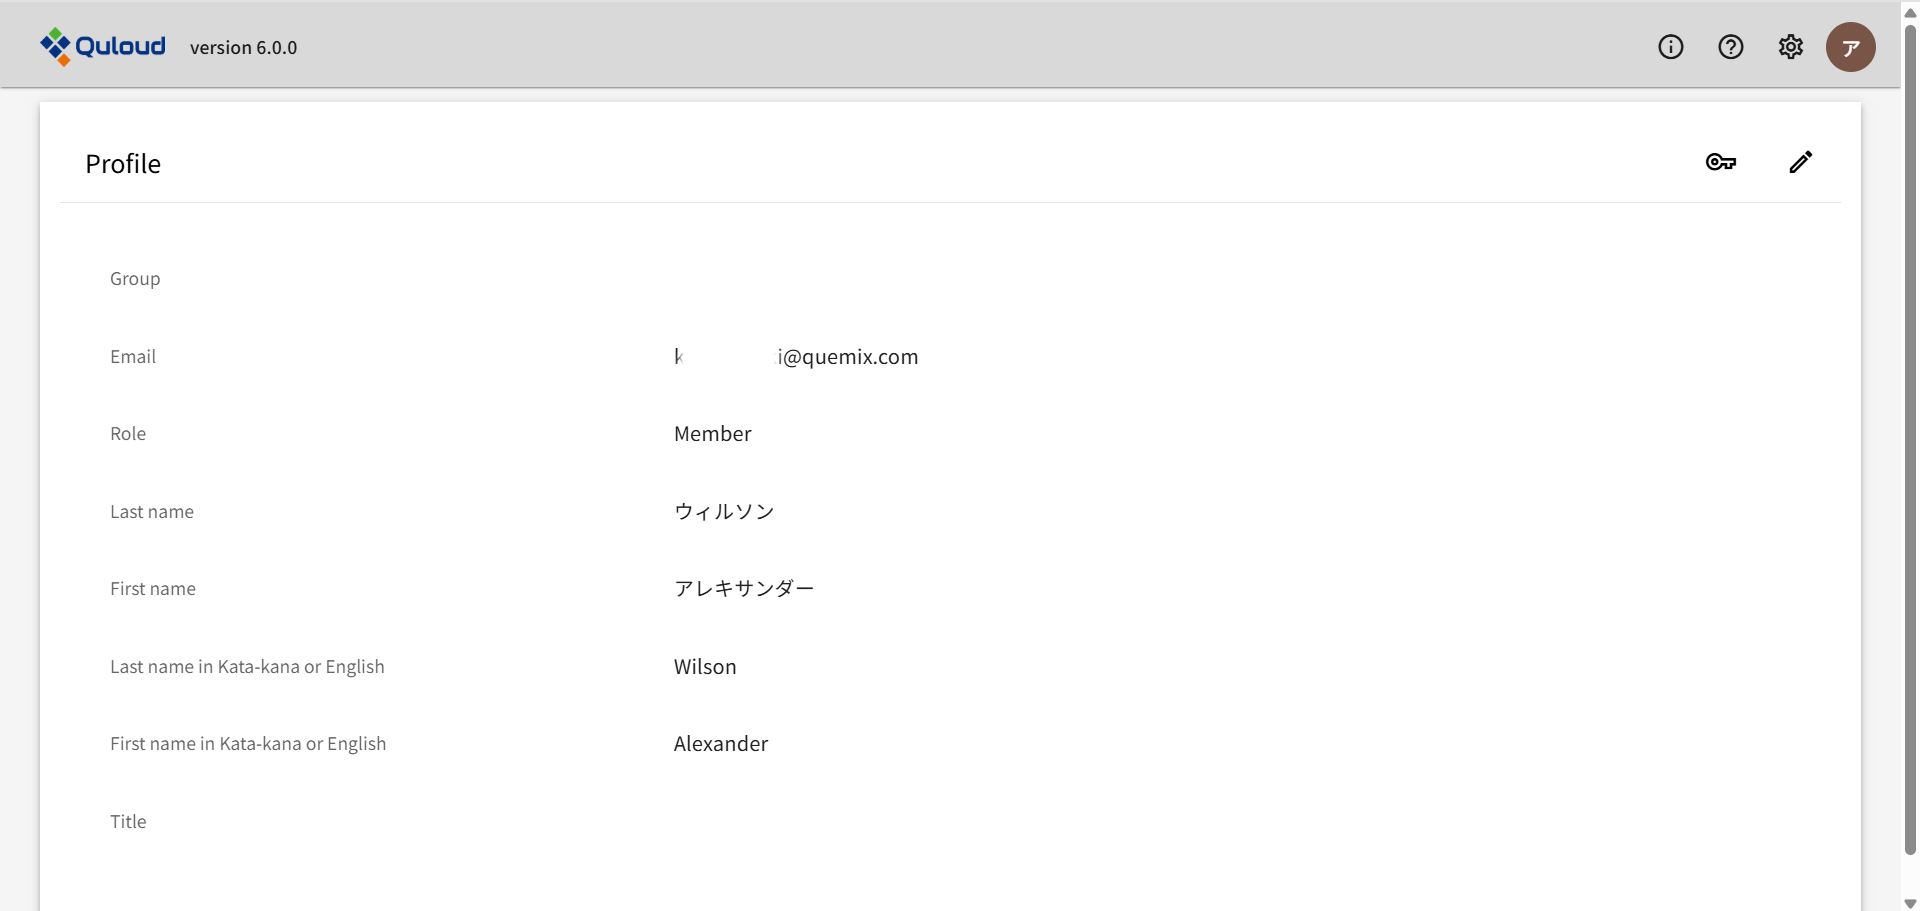 Quloud version 6.0.0
ア
Profile
Group
Email i@quemix.com
Role Member
Last name ウィルソン
First name アレキサンダー
Last name in Kata-kana or English Wilson
First name in Kata-kana or English Alexander
Title